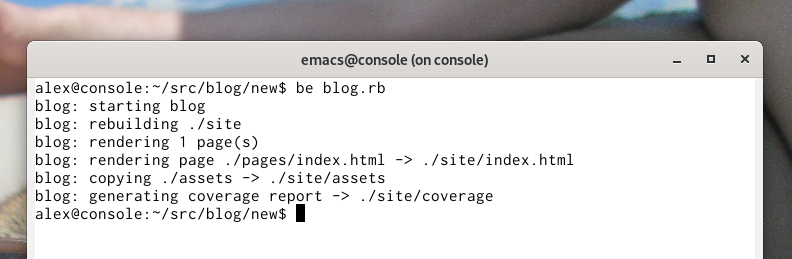 emacs@console (on console)
alex@console:~/src/blog/new$ be blog.rb
blog: starting blog
blog: rebuilding ./site
blog: rendering 1 page(s)
blog: rendering page ./pages/index.html -> ./site/index.html
blog: copying ./assets -> ./site/assets
blog: generating coverage report -> ./site/coverage
alex@console:~/src/blog/new$